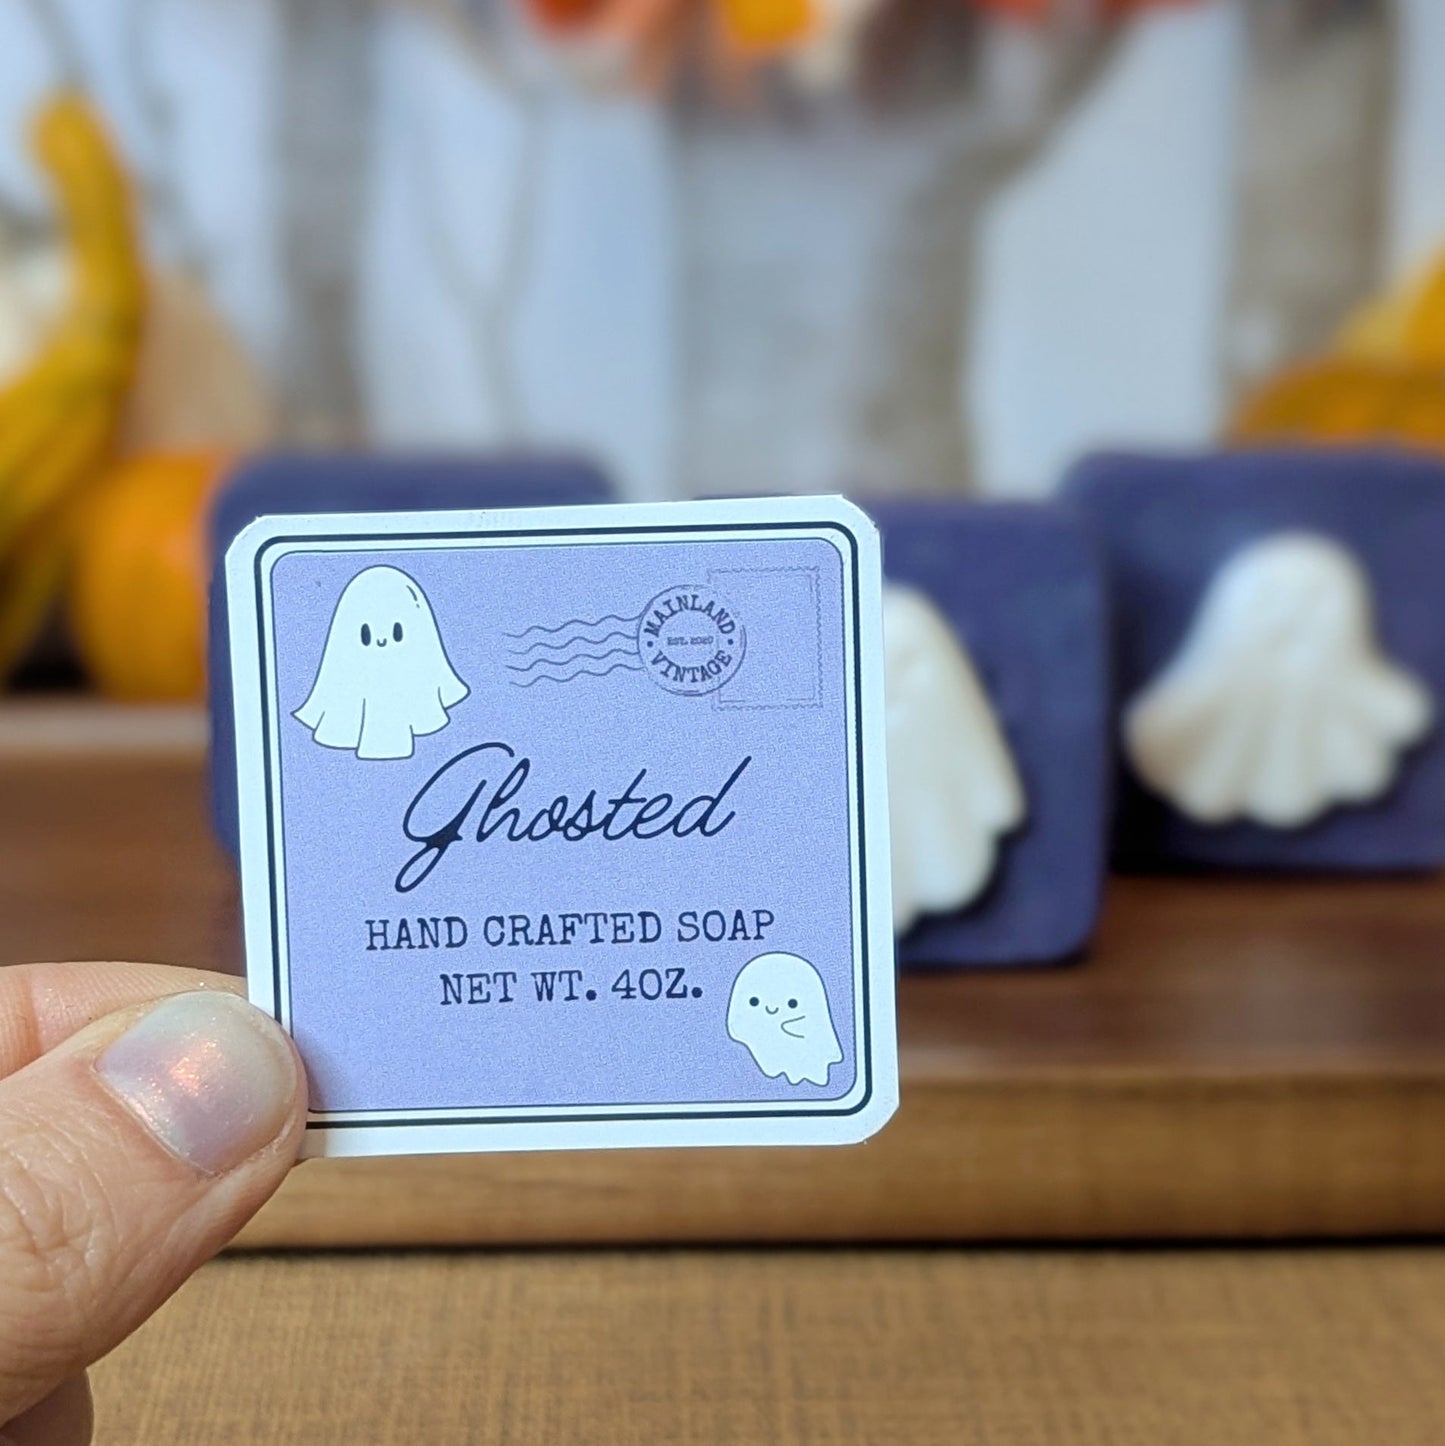 MAINLAND
EST. 2020
VINTAGE
Ghosted
HAND CRAFTED SOAP
NET WT. 4OZ.